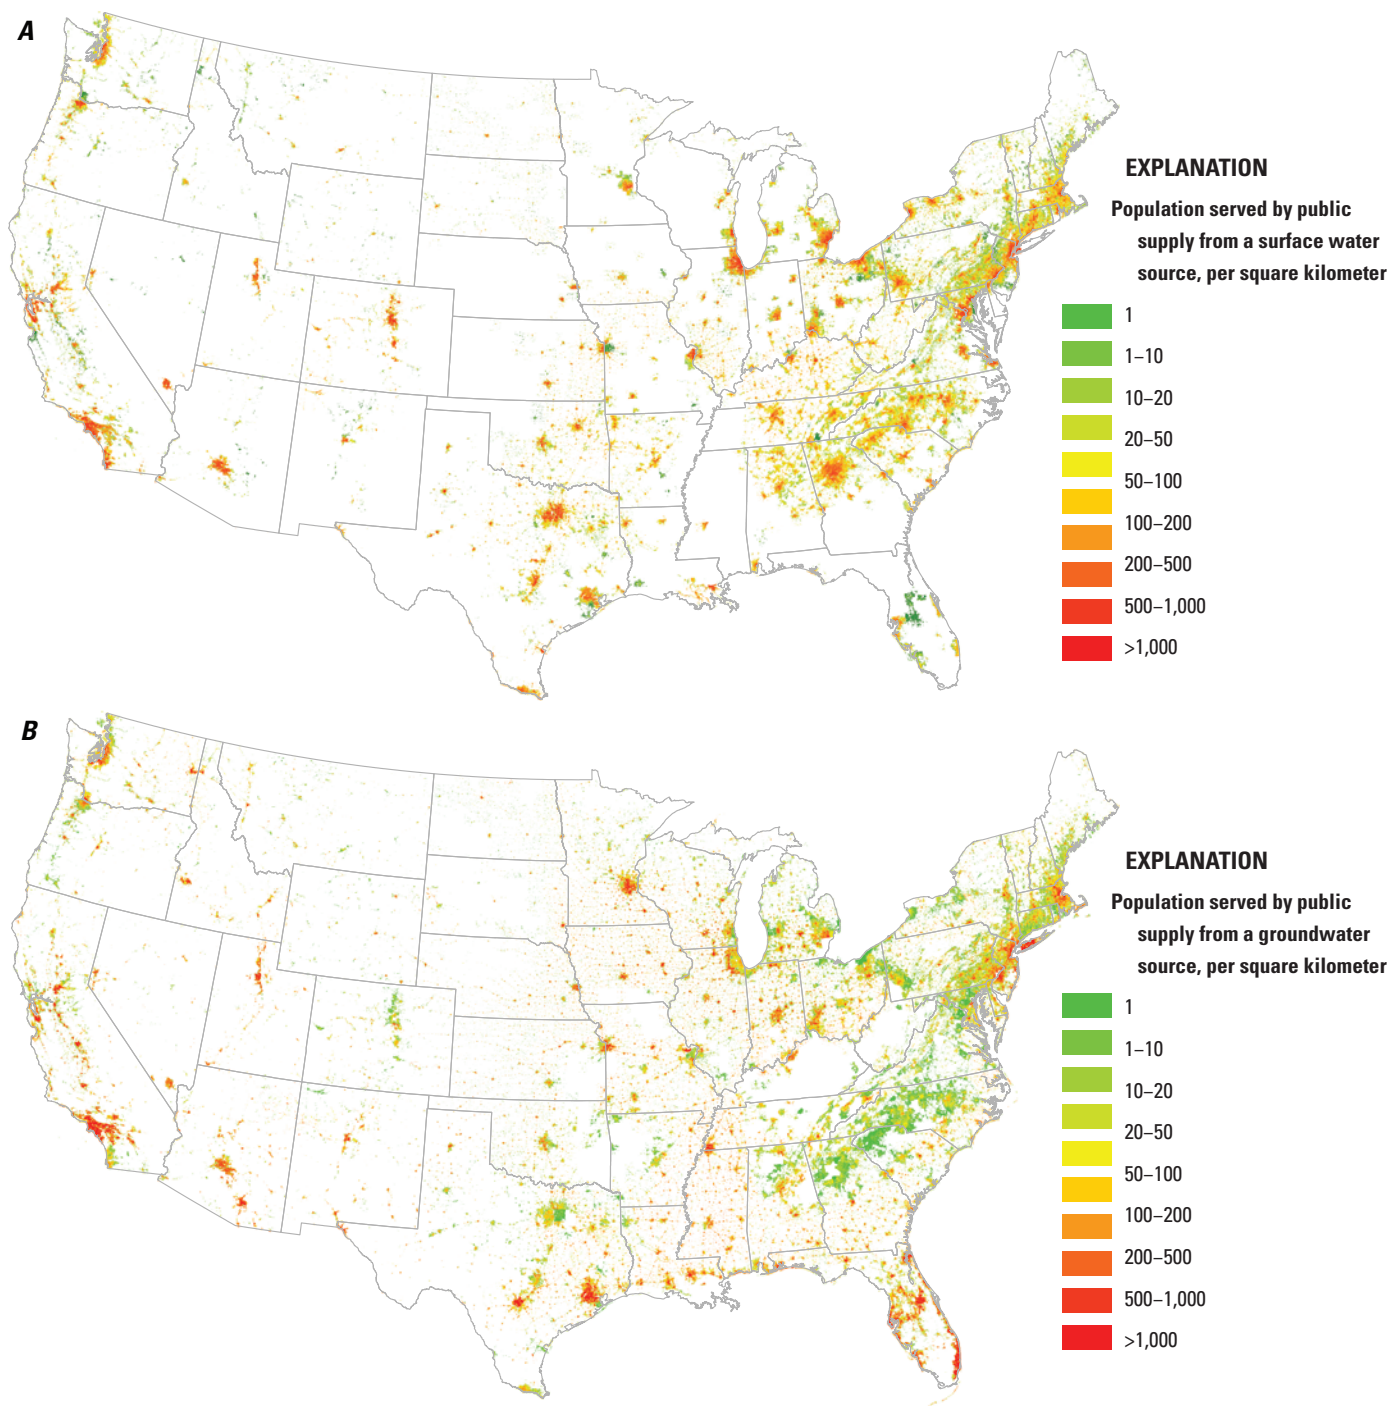 A
EXPLANATION
Population served by public
supply from a surface water
source, per square kilometer
1
1–10
10–20
20–50
50–100
100–200
200–500
500–1,000
>1,000
B
EXPLANATION
Population served by public
supply from a groundwater
source, per square kilometer
1
1–10
10–20
20–50
50–100
100–200
200–500
500–1,000
>1,000